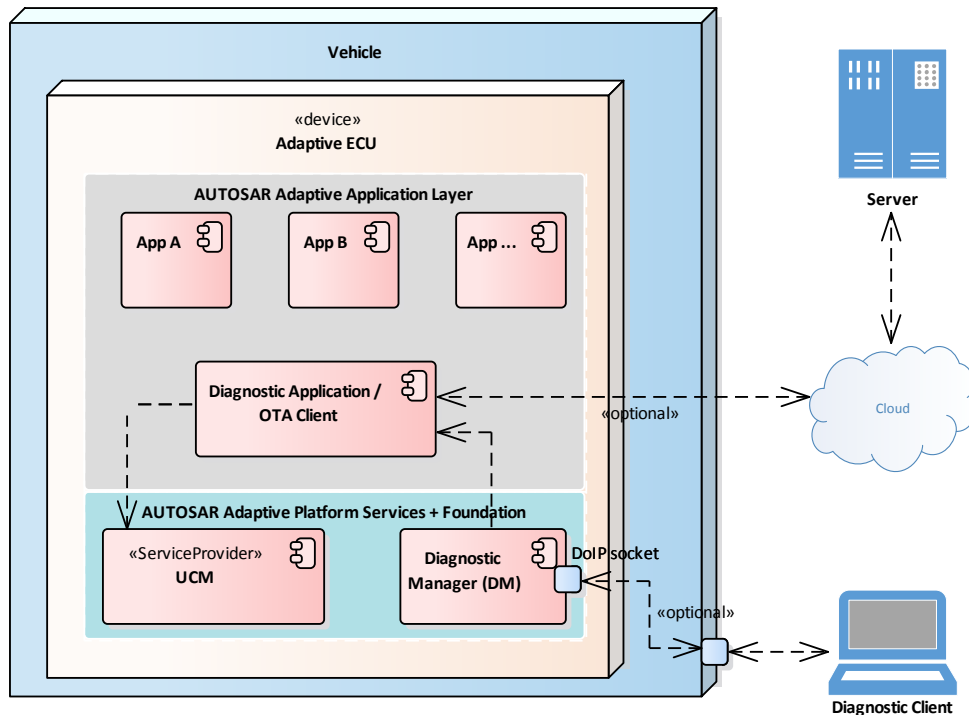 Vehicle
«device»
Adaptive ECU
AUTOSAR Adaptive Application Layer
App A
App B
App ...
Diagnostic Application /
OTA Client
AUTOSAR Adaptive Platform Services + Foundation
«ServiceProvider»
UCM
Diagnostic
Manager (DM)
DoIP socket
«optional»
«optional»
Server
Cloud
Diagnostic Client